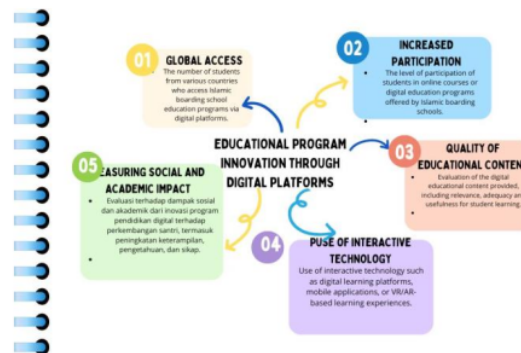 01
GLOBAL ACCESS
• The number of students
from various countries
who access Islamic
boarding school
education programs via
digital platforms.
02
INCREASED
PARTICIPATION
• The level of participation
of students in online courses or
digital education programs
offered by Islamic boarding
schools.
•
EDUCATIONAL PROGRAM
INNOVATION THROUGH
DIGITAL PLATFORMS
03
QUALITY OF
EDUCATIONAL CONTEN
• Evaluation of the digital
educational content provided,
including relevance, adequacy an
usefulness for student learning
•
05
EASURING SOCIAL AND
ACADEMIC IMPACT
• Evaluasi terhadap dampak sosial
dan akademik dari inovasi program
pendidikan digital terhadap
perkembangan santri, termasuk
peningkatan keterampilan,
pengetahuan, dan sikap.
•
04
PUSE OF INTERACTIVE
TECHNOLOGY
Use of interactive technology such
as digital learning platforms,
mobile applications, or VR/AR-
based learning experiences.